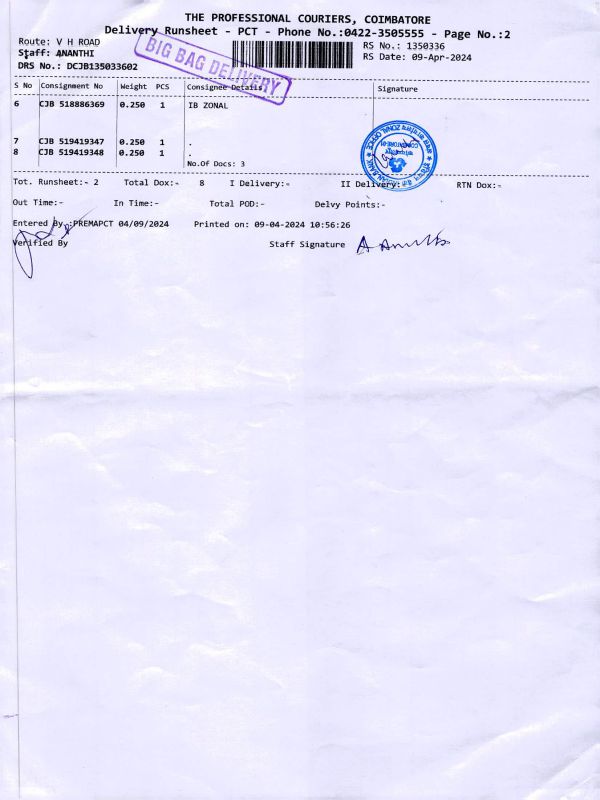 THE PROFESSIONAL COURIERS, COIMBATORE
Delivery Runsheet - PCT - Phone No.:0422-3505555 - Page No.:2
Route: V H ROAD
RS No.: 1350336
Staff: ANANTHI
RS Date: 09-Apr-2024
DRS No.: DCJB135033602
BIG BAG DELIVERY
S No Consignment No Weight PCS Consignee Details Signature
6 CJB 518886369 0.250 1 IB ZONAL
7 CJB 519419347 0.250 1 .
8 CJB 519419348 0.250 1 .
No.Of Docs: 3
Tot. Runsheet:- 2 Total Dox:- 8 I Delivery:- II Delivery:- RTN Dox:-
Out Time:- In Time:- Total POD:- Delvy Points:-
Entered By :PREMAPCT 04/09/2024 Printed on: 09-04-2024 10:56:26
Verified By Staff Signature